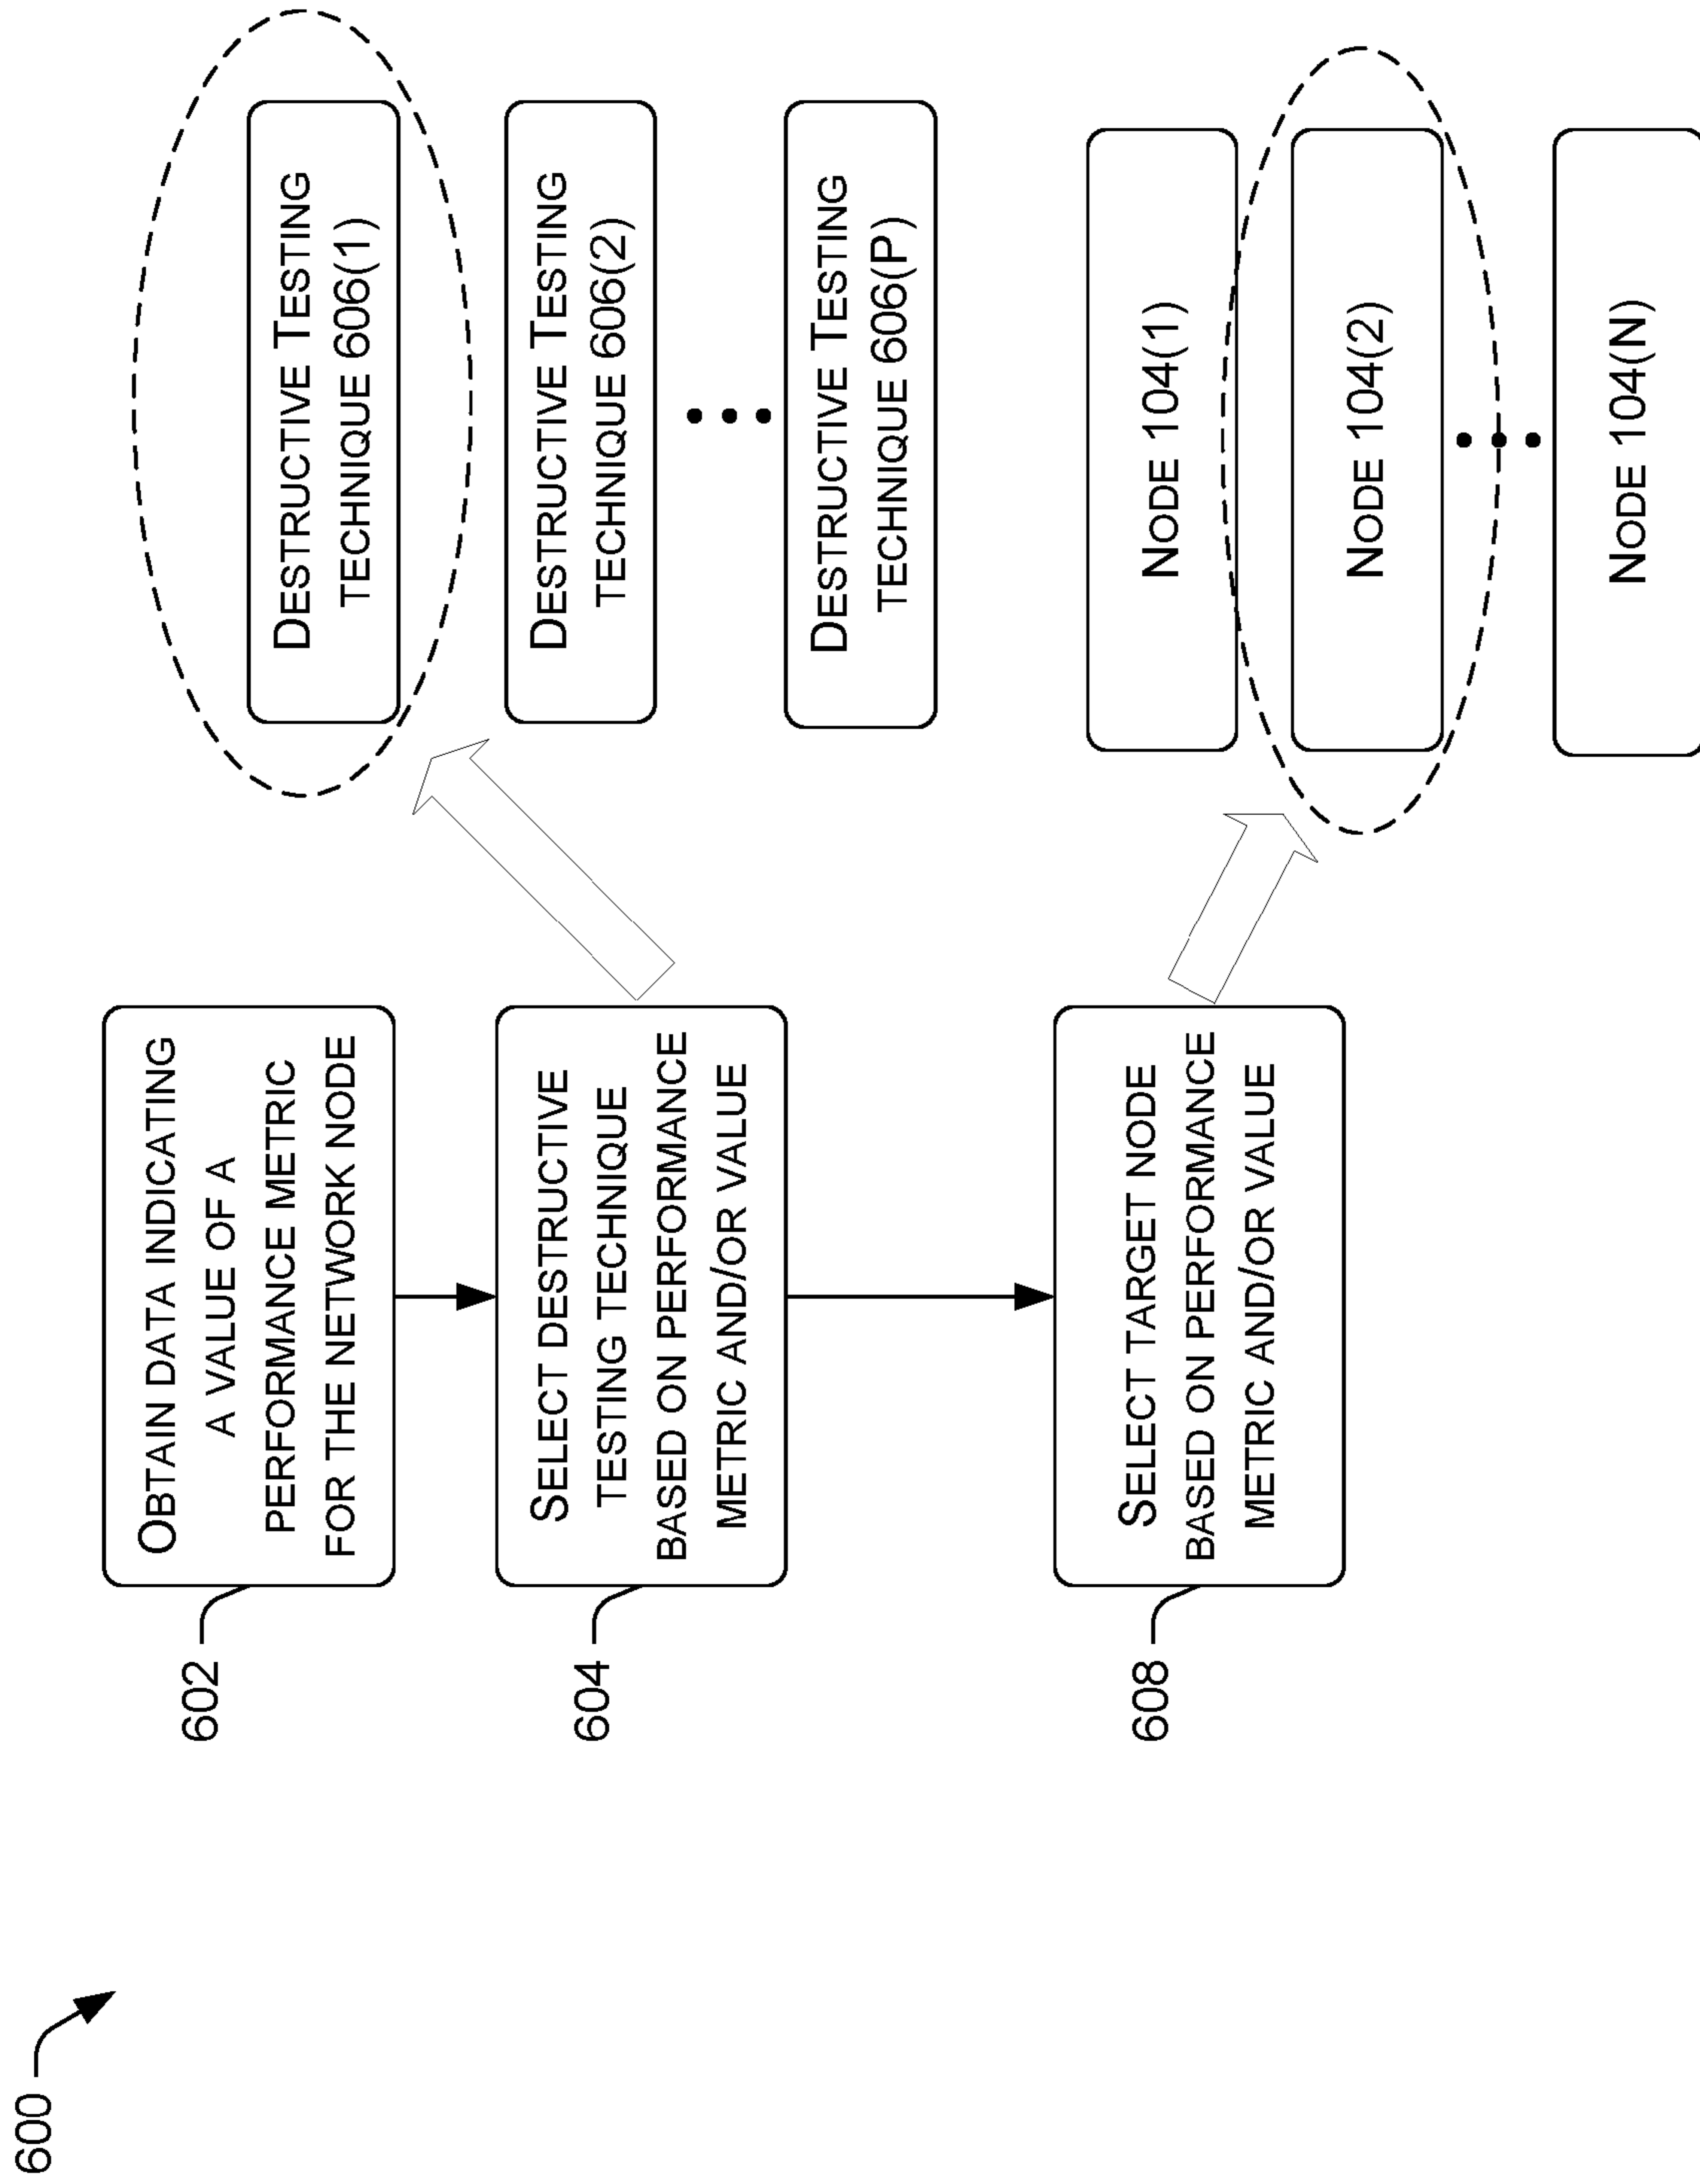 600
602
OBTAIN DATA INDICATING
A VALUE OF A
PERFORMANCE METRIC
FOR THE NETWORK NODE
604
SELECT DESTRUCTIVE
TESTING TECHNIQUE
BASED ON PERFORMANCE
METRIC AND/OR VALUE
608
SELECT TARGET NODE
BASED ON PERFORMANCE
METRIC AND/OR VALUE
DESTRUCTIVE TESTING
TECHNIQUE 606(1)
DESTRUCTIVE TESTING
TECHNIQUE 606(2)
DESTRUCTIVE TESTING
TECHNIQUE 606(P)
NODE 104(1)
NODE 104(2)
NODE 104(N)